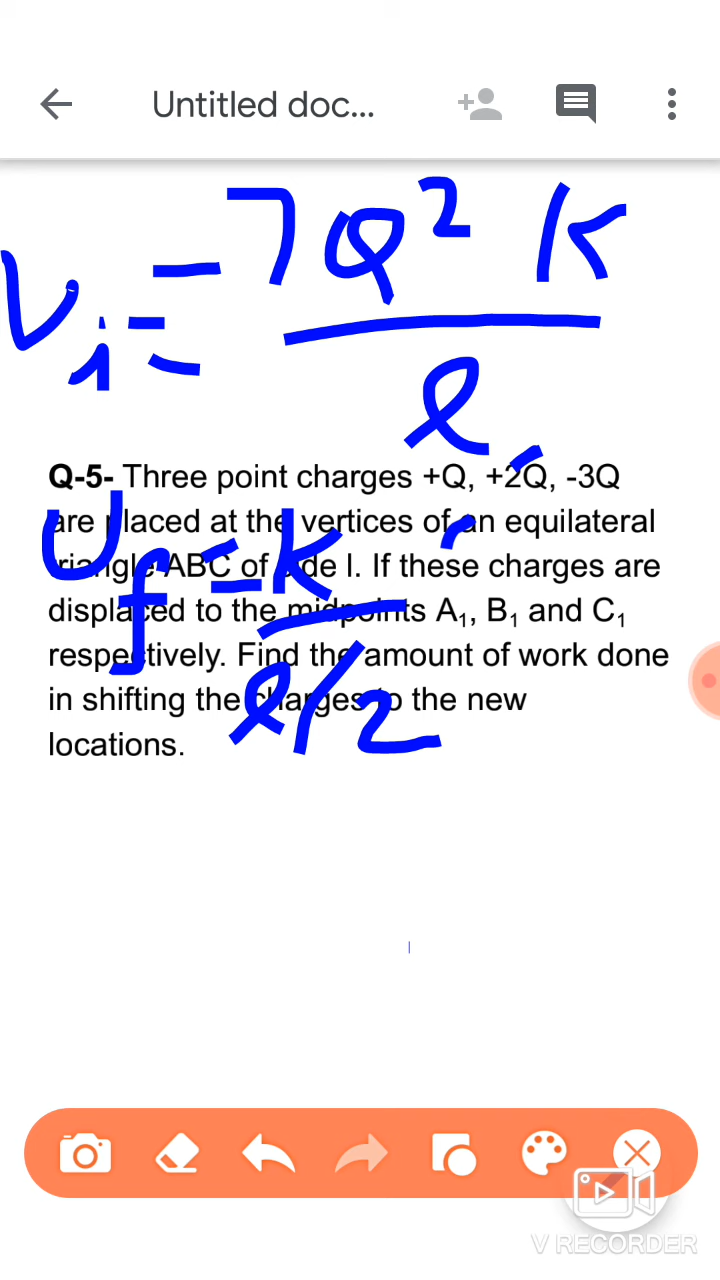 Untitled doc...
Ui = -7Q² K
l
Q-5- Three point charges +Q, +2Q, -3Q
are placed at the vertices of an equilateral
triangle ABC of side l. If these charges are
displaced to the midpoints A₁, B₁ and C₁
respectively. Find the amount of work done
in shifting the charges to the new
locations.
Uf = K
l/2
V RECORDER